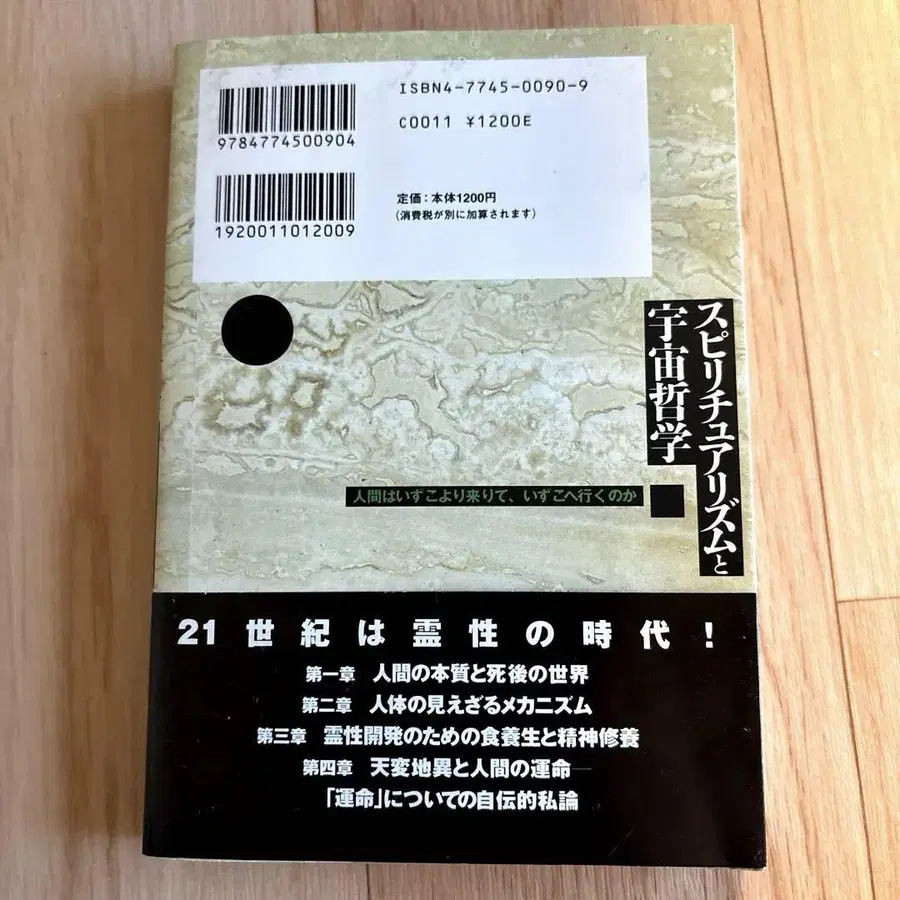 ISBN4-7745-0090-9
C0011 ¥1200E
9784774500904
定価：本体1200円
（消費税が別に加算されます）
1920011012009
スピリチュアリズムと
宇宙哲学
人間はいずこより来りて、いずこへ行くのか
21世紀は霊性の時代！
第一章 人間の本質と死後の世界
第二章 人体の見えざるメカニズム
第三章 霊性開発のための食養生と精神修養
第四章 天変地異と人間の運命―
「運命」についての自伝的私論